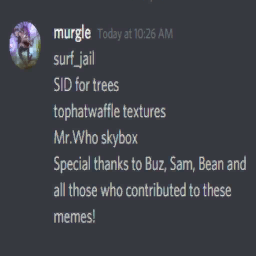 murgle Today at 10:26 AM
surf_jail
SID for trees
tophatwaffle textures
Mr.Who skybox
Special thanks to Buz, Sam, Bean and
all those who contributed to these
memes!